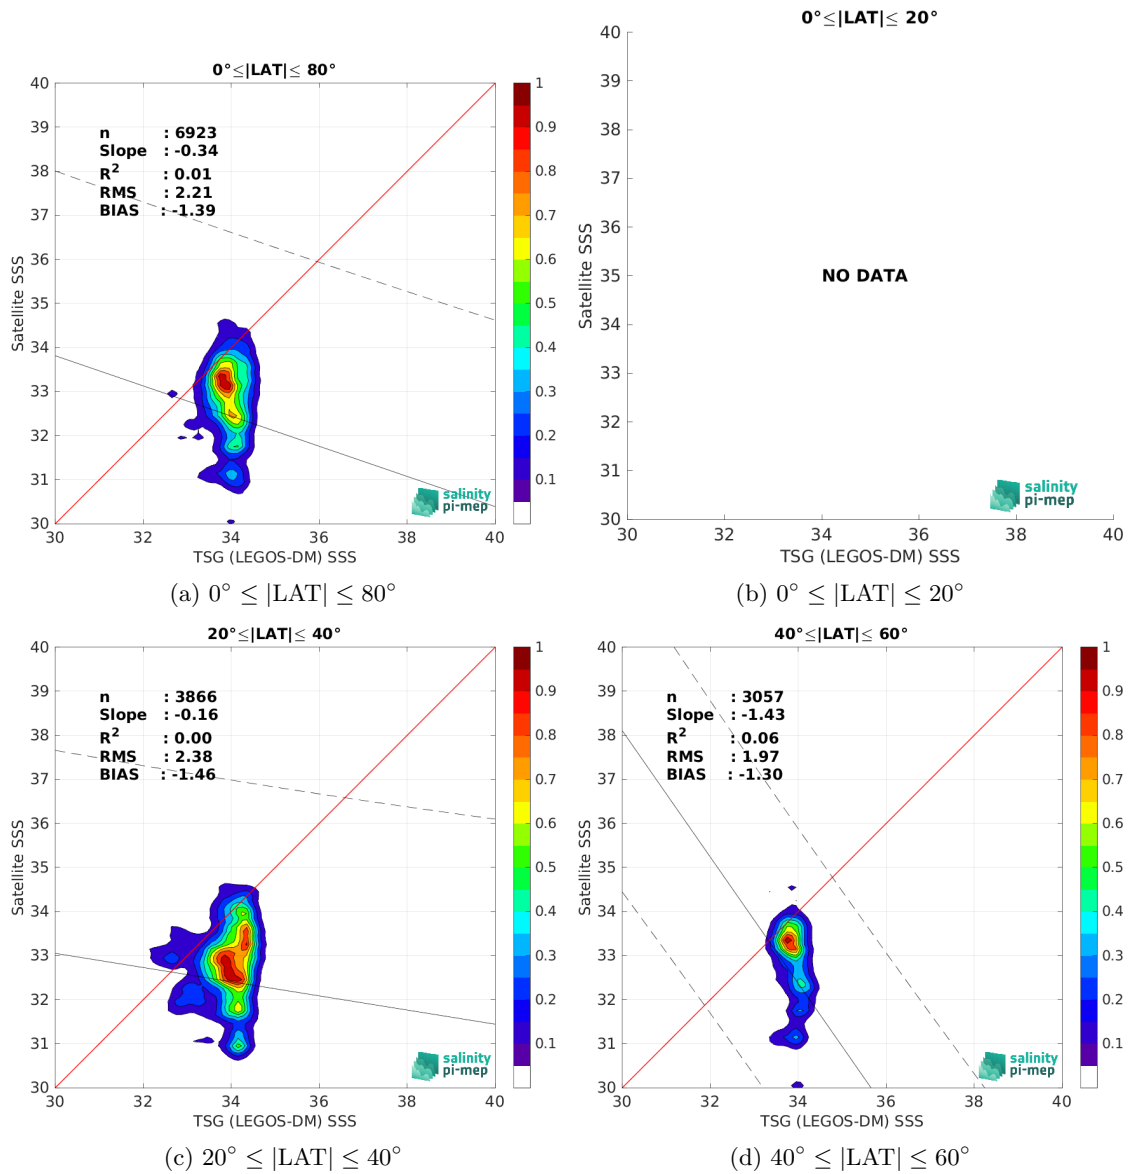 0°≤|LAT|≤ 80°
40
39
38
37
36
35
34
33
32
31
30
Satellite SSS
n : 6923
Slope : -0.34
R² : 0.01
RMS : 2.21
BIAS : -1.39
1
0.9
0.8
0.7
0.6
0.5
0.4
0.3
0.2
0.1
salinity
pi-mep
30 32 34 36 38 40
TSG (LEGOS-DM) SSS
(a) 0° ≤ |LAT| ≤ 80°
0°≤|LAT|≤ 20°
40
39
38
37
36
35
34
33
32
31
30
Satellite SSS
NO DATA
salinity
pi-mep
30 32 34 36 38 40
TSG (LEGOS-DM) SSS
(b) 0° ≤ |LAT| ≤ 20°
20°≤|LAT|≤ 40°
40
39
38
37
36
35
34
33
32
31
30
Satellite SSS
n : 3866
Slope : -0.16
R² : 0.00
RMS : 2.38
BIAS : -1.46
1
0.9
0.8
0.7
0.6
0.5
0.4
0.3
0.2
0.1
salinity
pi-mep
30 32 34 36 38 40
TSG (LEGOS-DM) SSS
(c) 20° ≤ |LAT| ≤ 40°
40°≤|LAT|≤ 60°
40
39
38
37
36
35
34
33
32
31
30
Satellite SSS
n : 3057
Slope : -1.43
R² : 0.06
RMS : 1.97
BIAS : -1.30
1
0.9
0.8
0.7
0.6
0.5
0.4
0.3
0.2
0.1
salinity
pi-mep
30 32 34 36 38 40
TSG (LEGOS-DM) SSS
(d) 40° ≤ |LAT| ≤ 60°